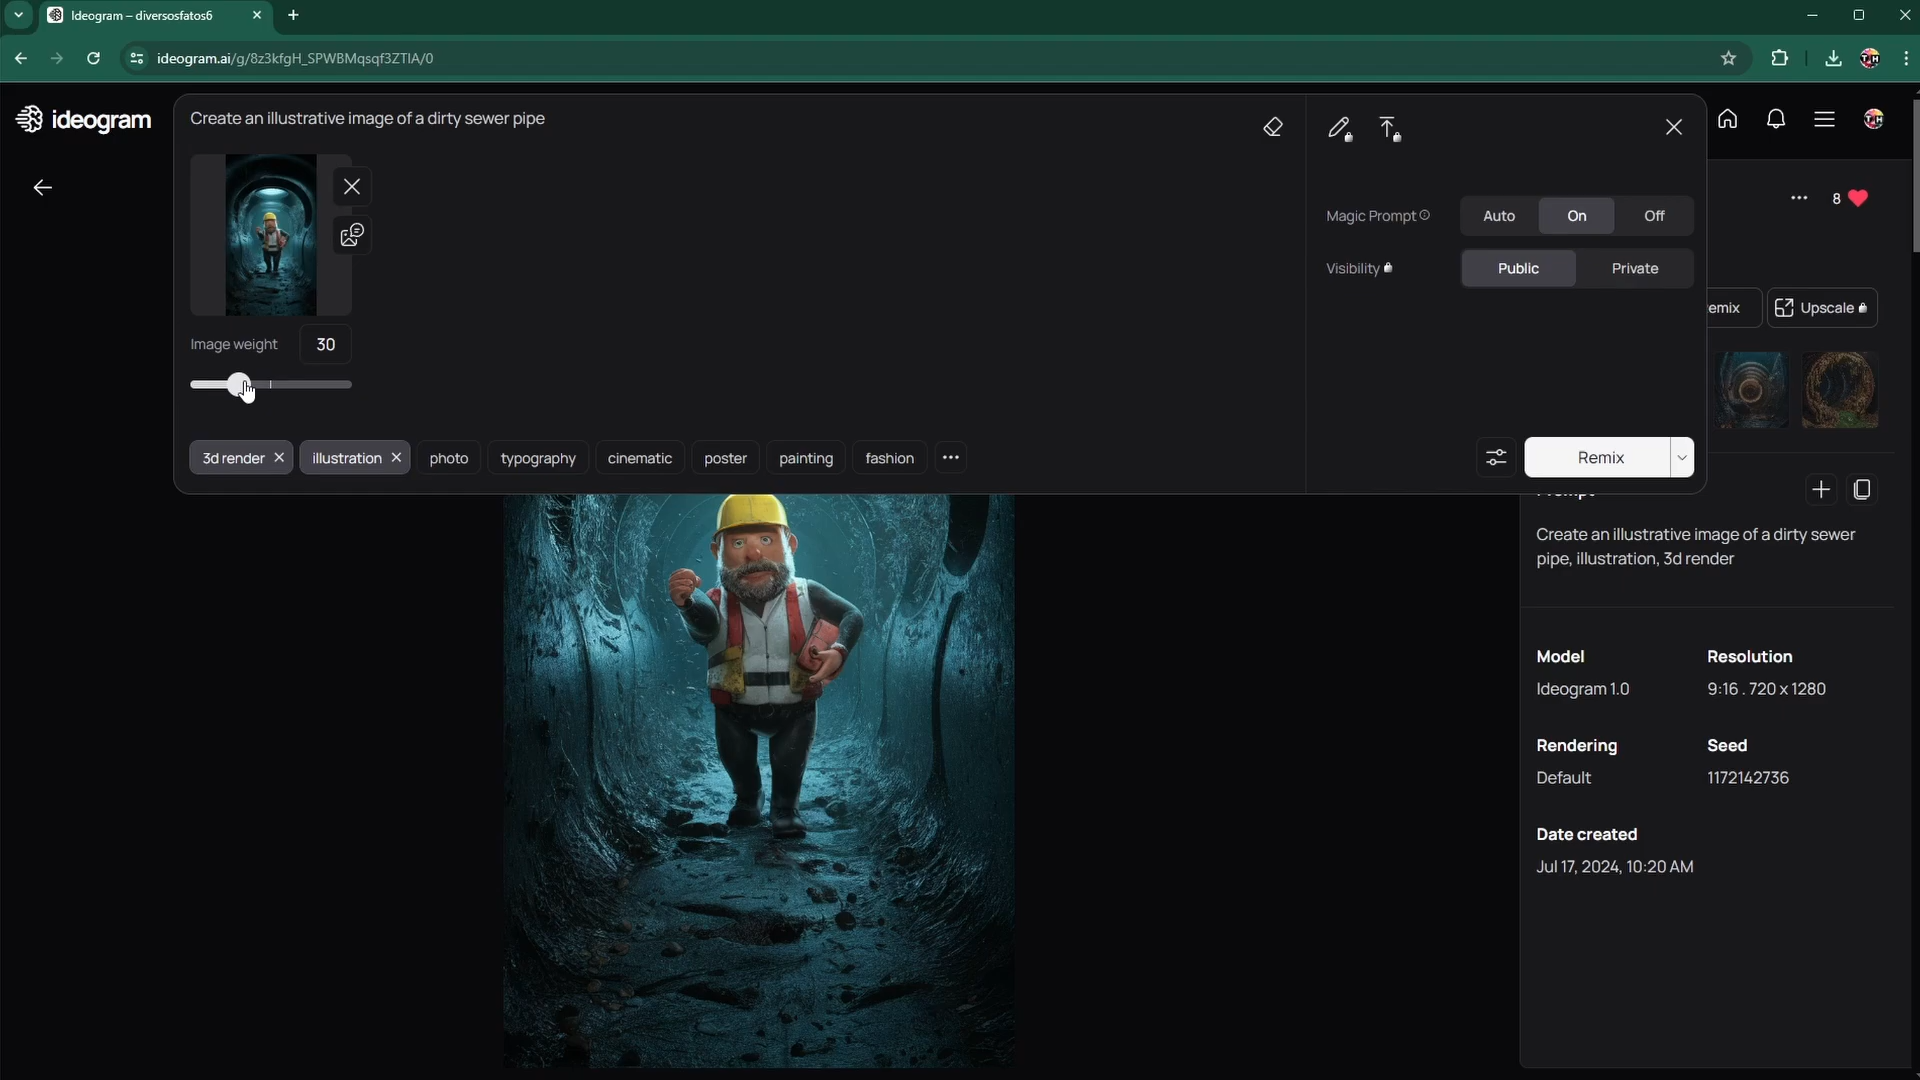 Ideogram – diversosfatos6
ideogram.ai/g/8z3kfgH_SPWBMqsqf3ZTIA/0
ideogram
Create an illustrative image of a dirty sewer pipe
Image weight 30
3d render illustration photo typography cinematic poster painting fashion
Magic Prompt Auto On Off
Visibility Public Private
Remix
8
emix Upscale
Create an illustrative image of a dirty sewer
pipe, illustration, 3d render
Model Resolution
Ideogram 1.0 9:16 . 720 x 1280
Rendering Seed
Default 1172142736
Date created
Jul 17, 2024, 10:20 AM